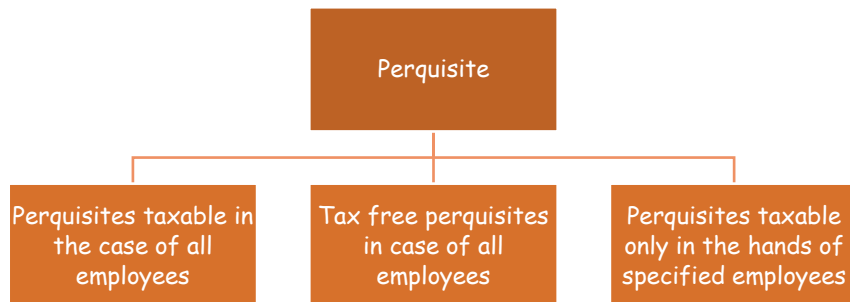 Perquisite
Perquisites taxable in
the case of all
employees
Tax free perquisites
in case of all
employees
Perquisites taxable
only in the hands of
specified employees